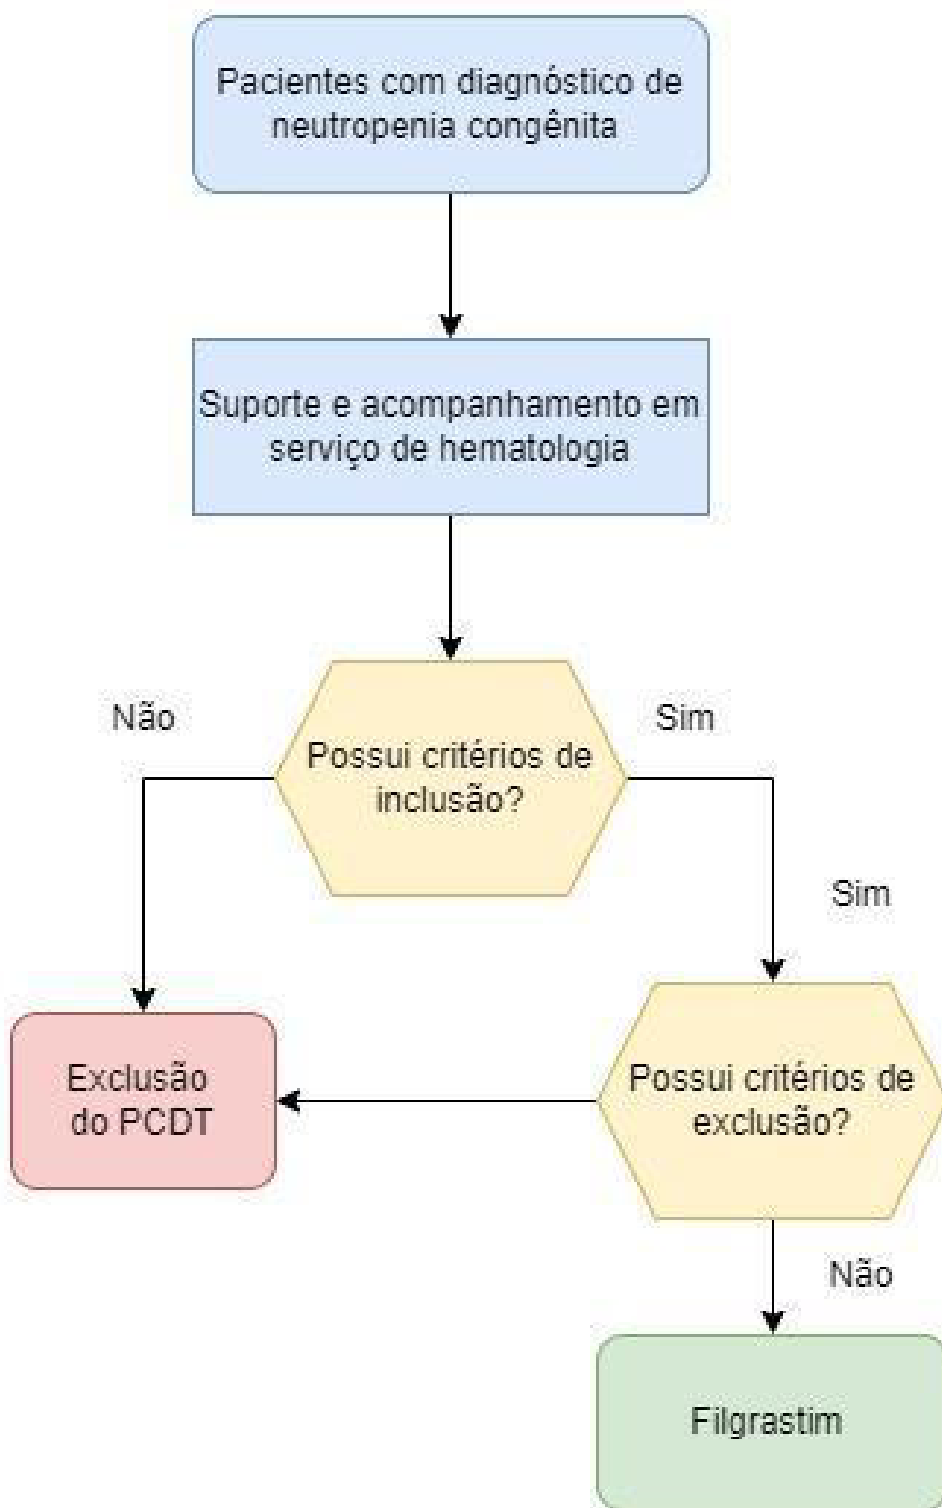 Pacientes com diagnóstico de
neutropenia congênita
Suporte e acompanhamento em
serviço de hematologia
Não
Sim
Possui critérios de
inclusão?
Sim
Exclusão
do PCDT
Possui critérios de
exclusão?
Não
Filgrastim